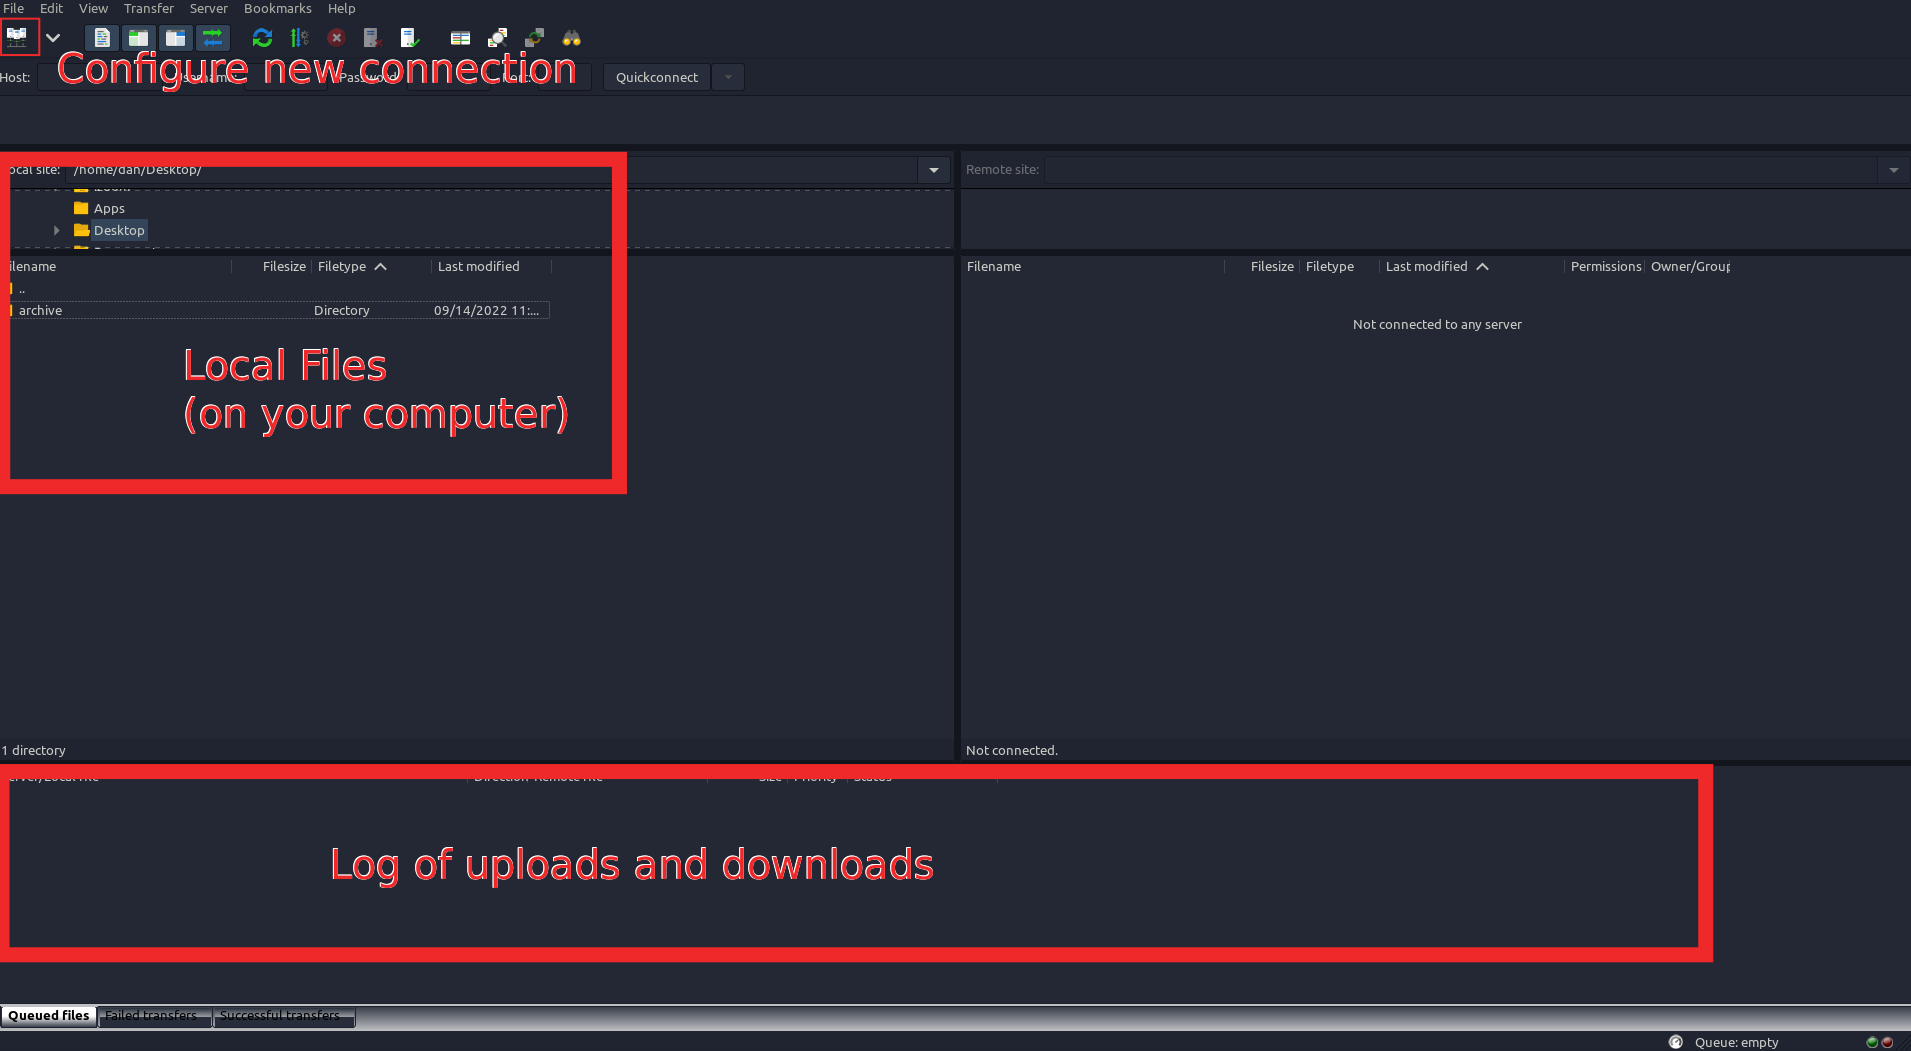 File Edit View Transfer Server Bookmarks Help
Configure new connection
Host: Quickconnect
ocal site: /home/dan/Desktop/
Remote site:
Apps
Desktop
ilename Filesize Filetype Last modified
Filename Filesize Filetype Last modified Permissions Owner/Group
..
archive Directory 09/14/2022 11:...
Not connected to any server
Local Files
(on your computer)
1 directory
Not connected.
Log of uploads and downloads
Queued files Failed transfers Successful transfers
Queue: empty